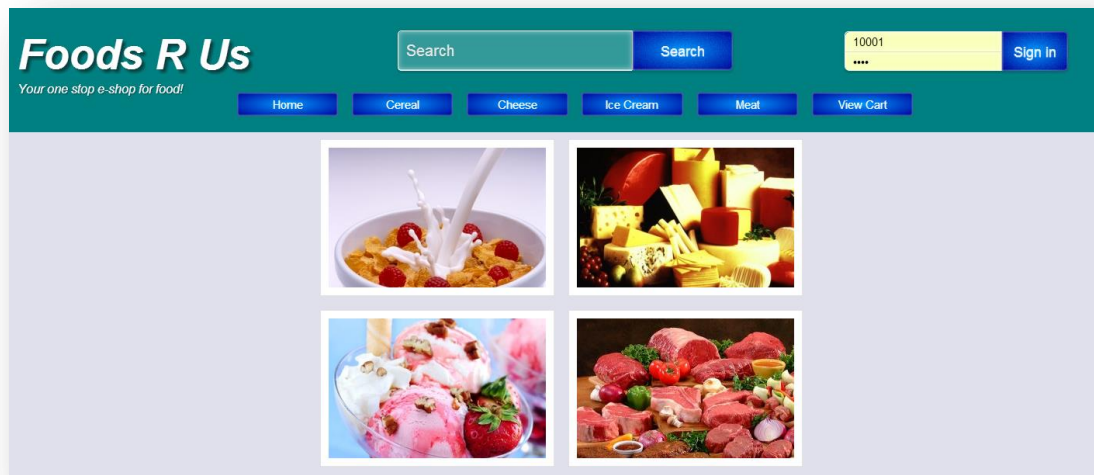 Foods R Us
Your one stop e-shop for food!
Search
Search
10001
••••
Sign in
Home
Cereal
Cheese
Ice Cream
Meat
View Cart